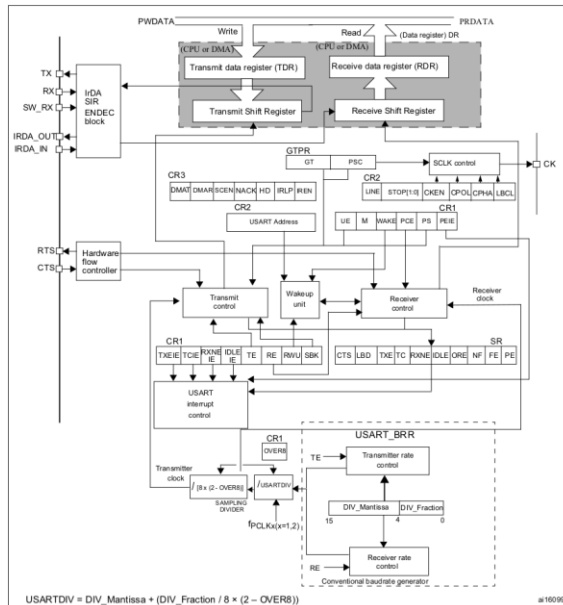 PWDATA
PRDATA
Write
Read
(Data register) DR
(CPU or DMA)
(CPU or DMA)
TX
RX
SW_RX
IRDA_OUT
IRDA_IN
IrDA
SIR
ENDEC
block
Transmit data register (TDR)
Receive data register (RDR)
Transmit Shift Register
Receive Shift Register
GTPR
GT
PSC
SCLK control
CK
CR3
DMAT DMAR SCEN NACK HD IRLP IREN
CR2
LINE STOP[1:0] CKEN CPOL CPHA LBCL
CR2
USART Address
CR1
UE M WAKE PCE PS PEIE
RTS
CTS
Hardware
flow
controller
Transmit
control
Wakeup
unit
Receiver
control
Receiver
clock
CR1
TXEIE TCIE RXNE IE IDLE IE TE RE RWU SBK
SR
CTS LBD TXE TC RXNE IDLE ORE NF FE PE
USART
interrupt
control
USART_BRR
CR1
OVER8
Transmitter
clock
/ [8 x (2 - OVER8)]
SAMPLING
DIVIDER
/USARTDIV
fPCLKx(x=1,2)
TE
Transmitter rate
control
DIV_Mantissa DIV_Fraction
15 4 0
RE
Receiver rate
control
Conventional baudrate generator
USARTDIV = DIV_Mantissa + (DIV_Fraction / 8 × (2 – OVER8))
ai16099